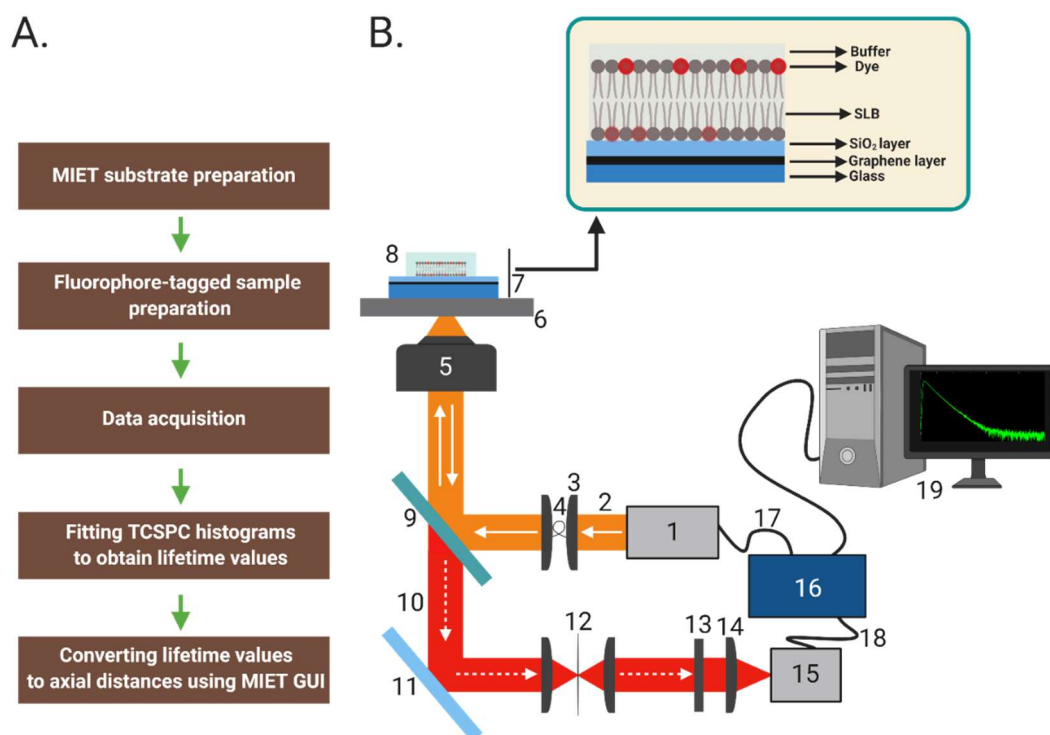 A.
MIET substrate preparation
Fluorophore-tagged sample
preparation
Data acquisition
Fitting TCSPC histograms
to obtain lifetime values
Converting lifetime values
to axial distances using MIET GUI
B.
Buffer
Dye
SLB
SiO₂ layer
Graphene layer
Glass
8
7
6
5
3
4
2
9
1
17
19
16
10
12
13
14
18
11
15